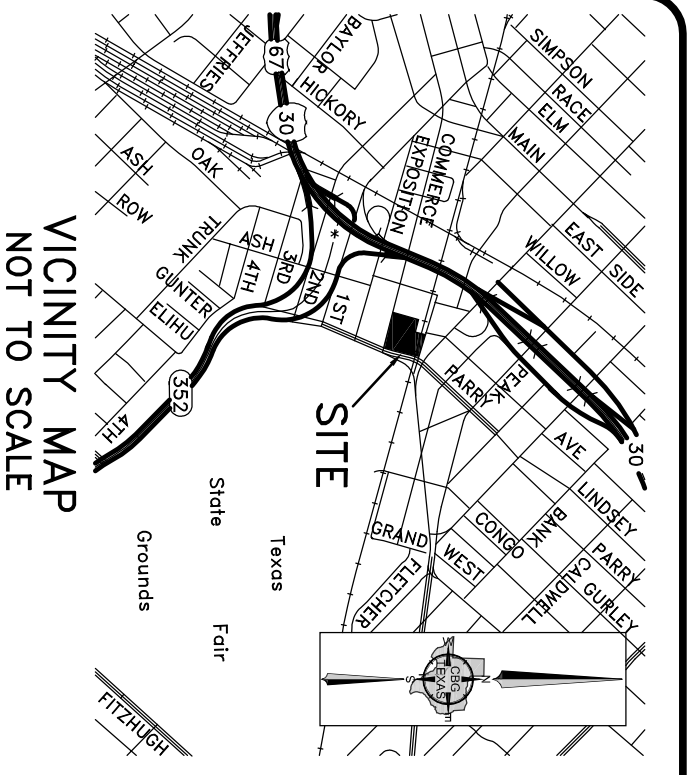 SIMPSON
RACE
ELM
MAIN
BAYLOR
JEFFRIES
67
HICKORY
30
COMMERCE
EXPOSITION
EAST SIDE
WILLOW
OAK
ASH
ROW
TRUNK
ASH
4TH
3RD
2ND
1ST
GUNTER
ELIHU
352
4TH
PARRY
PEAK
AVE
30
SITE
LINDSEY
BANK
CONGO
PARRY
GURLEY
CALDWELL
WEST
GRAND
FLETCHER
State
Fair
Texas
Grounds
FITZHUGH
N
W
E
S
CBG
TEXAS
VICINITY MAP
NOT TO SCALE